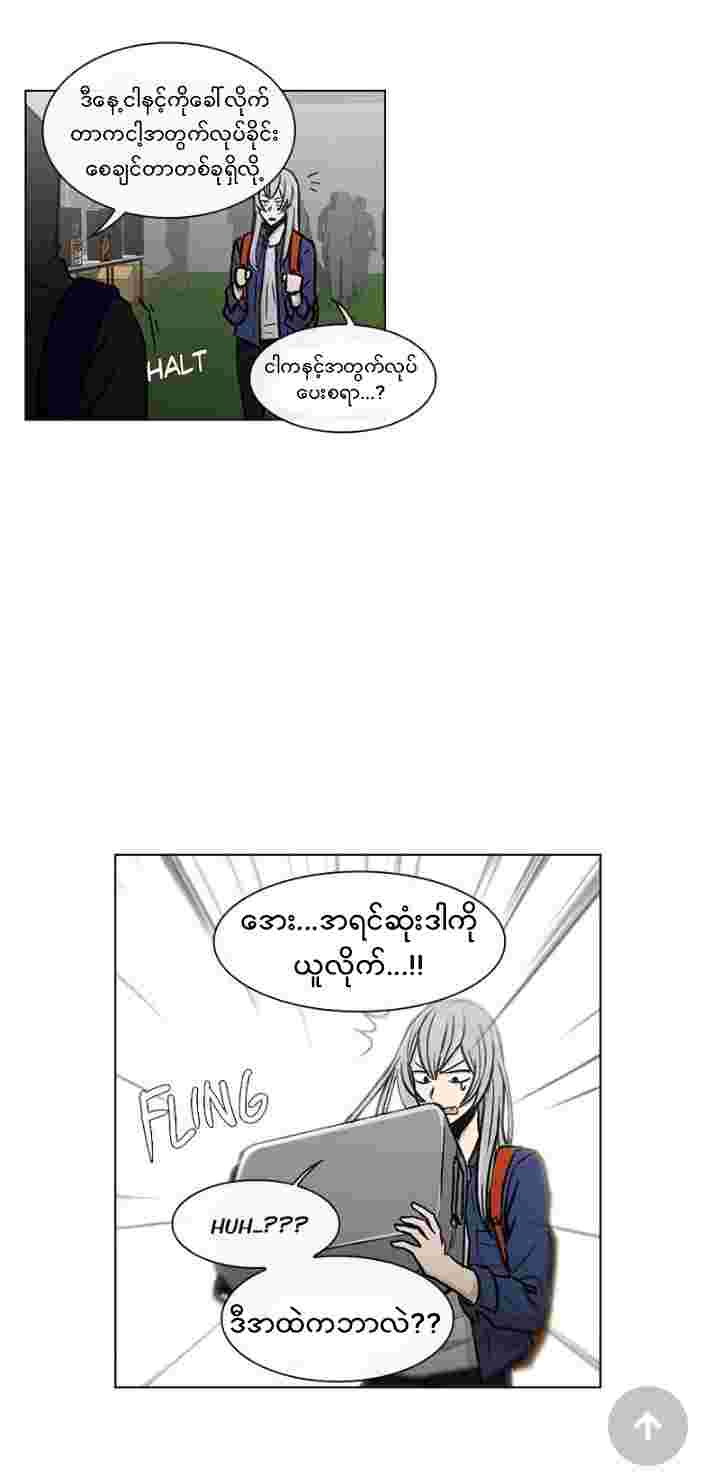 ဒီနေ့ငါနင့်ကိုခေါ်လိုက်
တာကငါ့အတွက်လုပ်ခိုင်း
စေချင်တာတစ်ခုရှိလို့
HALT
ငါကနင့်အတွက်လုပ်
ပေးစရာ...?
အေး...အရင်ဆုံးဒါကို
ယူလိုက်...!!
FLING
HUH...???
ဒီအထဲကဘာလဲ??